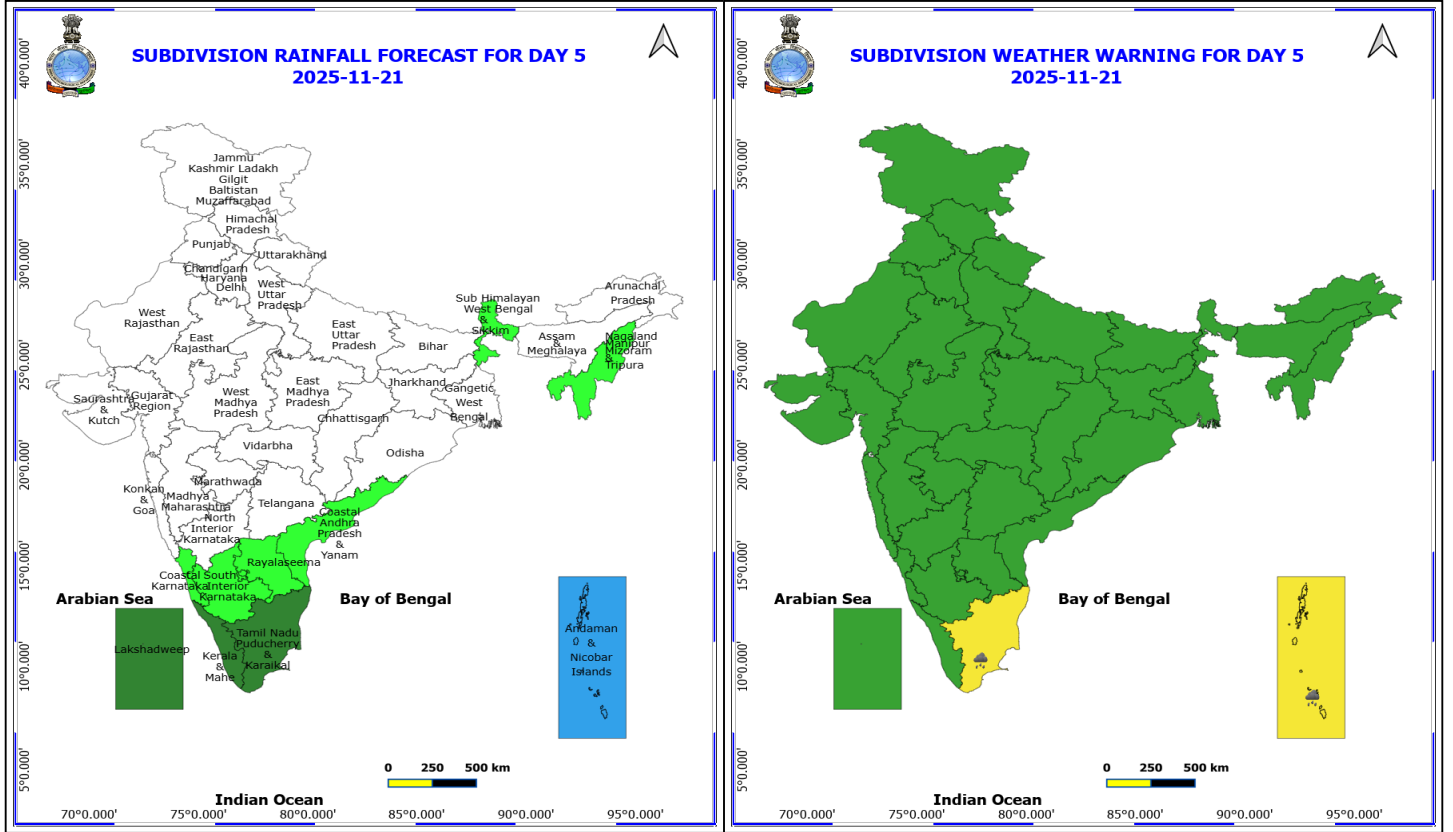 SUBDIVISION RAINFALL FORECAST FOR DAY 5
2025-11-21
40°0.000'
35°0.000'
30°0.000'
25°0.000'
20°0.000'
15°0.000'
10°0.000'
5°0.000'
Jammu
Kashmir Ladakh
Gilgit
Baltistan
Muzaffarabad
Himachal
Pradesh
Punjab
Uttarakhand
Chandigarh
Haryana
Delhi
West
Uttar
Pradesh
Arunachal
Pradesh
Sub Himalayan
West Bengal
&
Sikkim
West
Rajasthan
East
Rajasthan
East
Uttar
Pradesh
Bihar
Assam
&
Meghalaya
Nagaland
Manipur
Mizoram
&
Tripura
Saurashtra
&
Kutch
Gujarat
Region
West
Madhya
Pradesh
East
Madhya
Pradesh
Jharkhand
Gangetic
West
Bengal
Chhattisgarh
Vidarbha
Odisha
Konkan
&
Goa
Madhya
Maharashtra
Marathwada
Telangana
North
Interior
Karnataka
Coastal
Andhra
Pradesh
&
Yanam
Rayalaseema
Coastal
Karnataka
South
Interior
Karnataka
Arabian Sea
Bay of Bengal
Lakshadweep
Kerala
&
Mahe
Tamil Nadu
Puducherry
&
Karaikal
Andaman
&
Nicobar
Islands
0 250 500 km
Indian Ocean
70°0.000' 75°0.000' 80°0.000' 85°0.000' 90°0.000' 95°0.000'
SUBDIVISION WEATHER WARNING FOR DAY 5
2025-11-21
40°0.000'
35°0.000'
30°0.000'
25°0.000'
20°0.000'
15°0.000'
10°0.000'
5°0.000'
Arabian Sea
Bay of Bengal
0 250 500 km
Indian Ocean
70°0.000' 75°0.000' 80°0.000' 85°0.000' 90°0.000' 95°0.000'